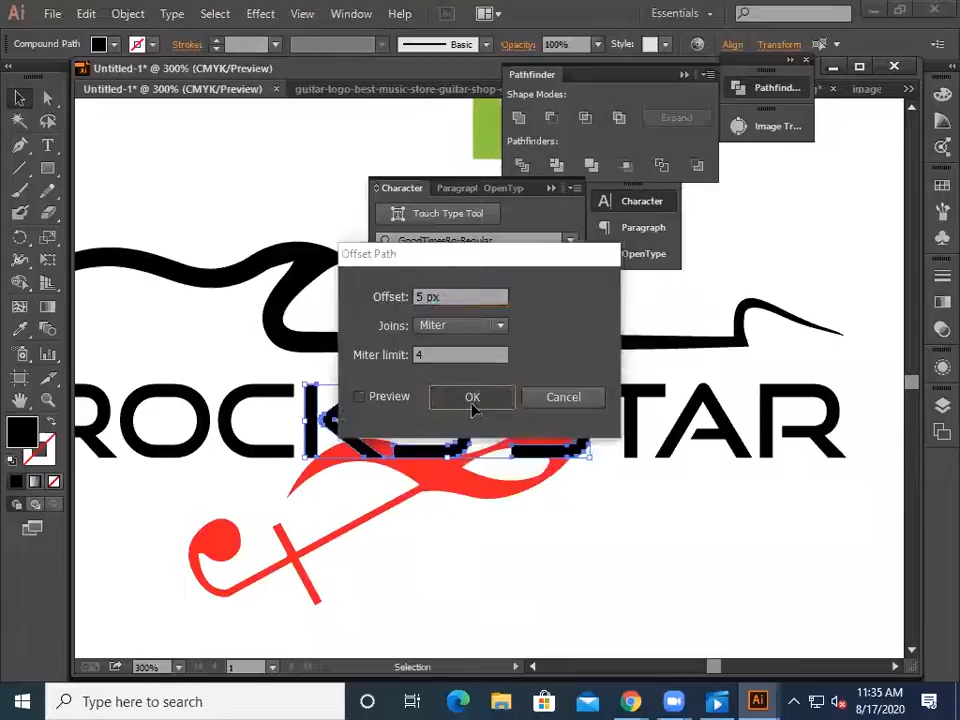 Ai File Edit Object Type Select Effect View Window Help Br Essentials
Compound Path Stroke: Basic Opacity: 100% Style: Align Transform
Untitled-1* @ 300% (CMYK/Preview)
Untitled-1* @ 300% (CMYK/Preview) × guitar-logo-best-music-store-guitar-shop- image
Pathfinder
Shape Modes:
Expand
Pathfinders:
Pathfind...
Image Tr...
Character Paragrapl OpenTyp
Touch Type Tool
GoodTimesRg-Regular
Character
Paragraph
OpenType
Offset Path
Offset: 5 px
Joins: Miter
Miter limit: 4
Preview OK Cancel
ROCK STAR
300% 1 Selection
Type here to search
11:35 AM
8/17/2020